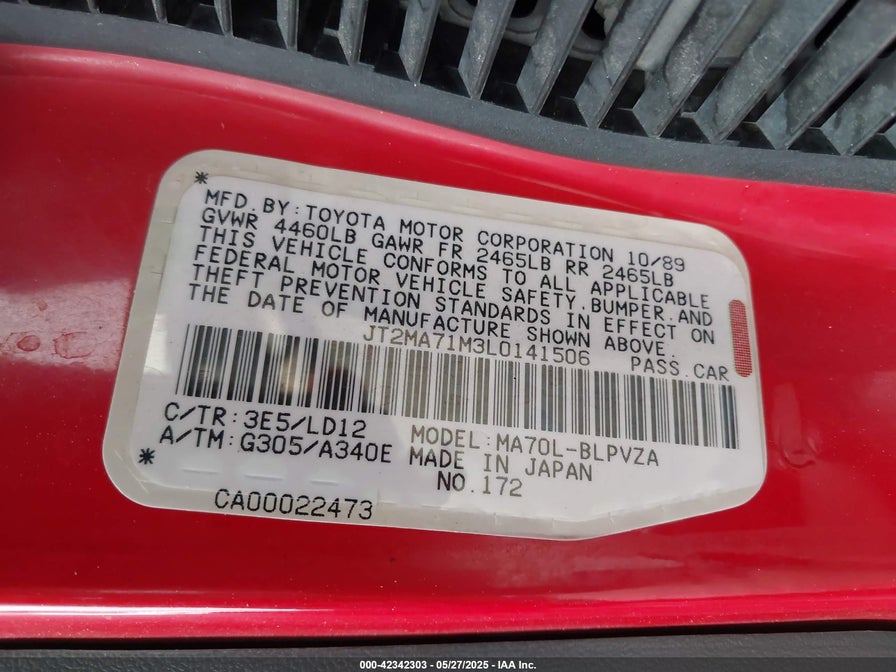 *
MFD.BY:TOYOTA MOTOR CORPORATION 10/89
GVWR 4460LB GAWR FR 2465LB RR 2465LB
THIS VEHICLE CONFORMS TO ALL APPLICABLE
FEDERAL MOTOR VEHICLE SAFETY,BUMPER,AND
THEFT PREVENTION STANDARDS IN EFFECT ON
THE DATE OF MANUFACTURE SHOWN ABOVE.
JT2MA71M3L0141506 PASS.CAR
C/TR:3E5/LD12 MODEL:MA70L-BLPVZA
A/TM:G305/A340E MADE IN JAPAN
* NO.172
CA00022473
000-42342303 | 05/27/2025 - IAA Inc.